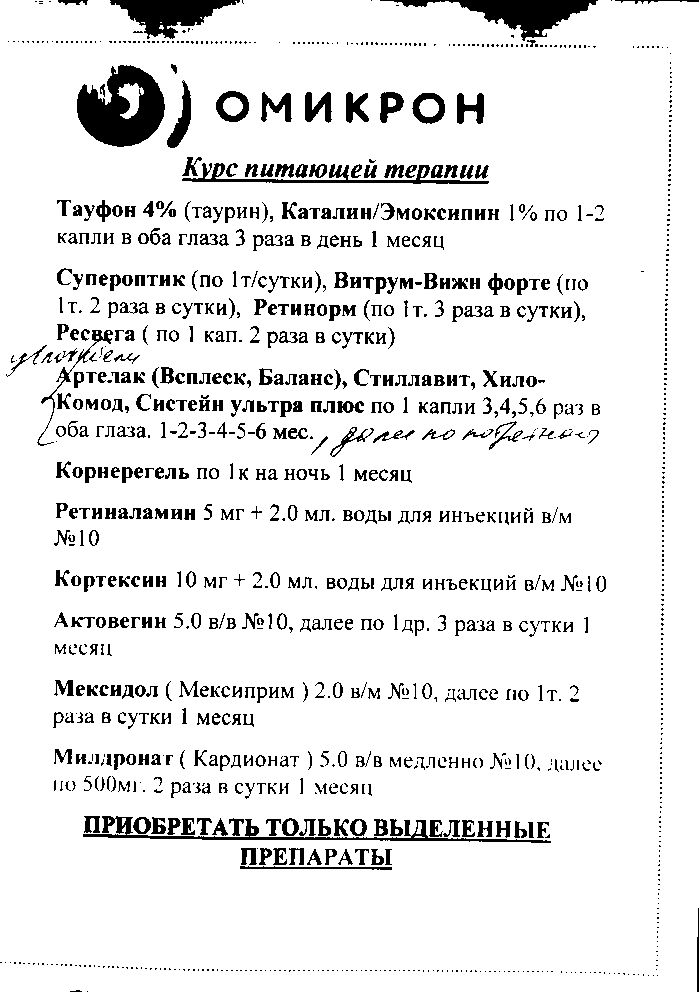 ОМИКРОН
Курс питающей терапии
Тауфон 4% (таурин), Каталин/Эмоксипин 1% по 1-2
капли в оба глаза 3 раза в день 1 месяц
Супероптик (по 1т/сутки), Витрум-Вижн форте (по
1т. 2 раза в сутки), Ретинорм (по 1т. 3 раза в сутки),
Ресвега ( по 1 кап. 2 раза в сутки)
Артелак (Всплеск, Баланс), Стиллавит, Хило-
Комод, Систейн ультра плюс по 1 капли 3,4,5,6 раз в
оба глаза. 1-2-3-4-5-6 мес., далее по
Корнерегель по 1к на ночь 1 месяц
Ретиналамин 5 мг + 2.0 мл. воды для инъекций в/м
№10
Кортексин 10 мг + 2.0 мл. воды для инъекций в/м №10
Актовегин 5.0 в/в №10, далее по 1др. 3 раза в сутки 1
месяц
Мексидол ( Мексиприм ) 2.0 в/м №10, далее по 1т. 2
раза в сутки 1 месяц
Милдронат ( Кардионат ) 5.0 в/в медленно №10, далее
по 500мг. 2 раза в сутки 1 месяц
ПРИОБРЕТАТЬ ТОЛЬКО ВЫДЕЛЕННЫЕ
ПРЕПАРАТЫ